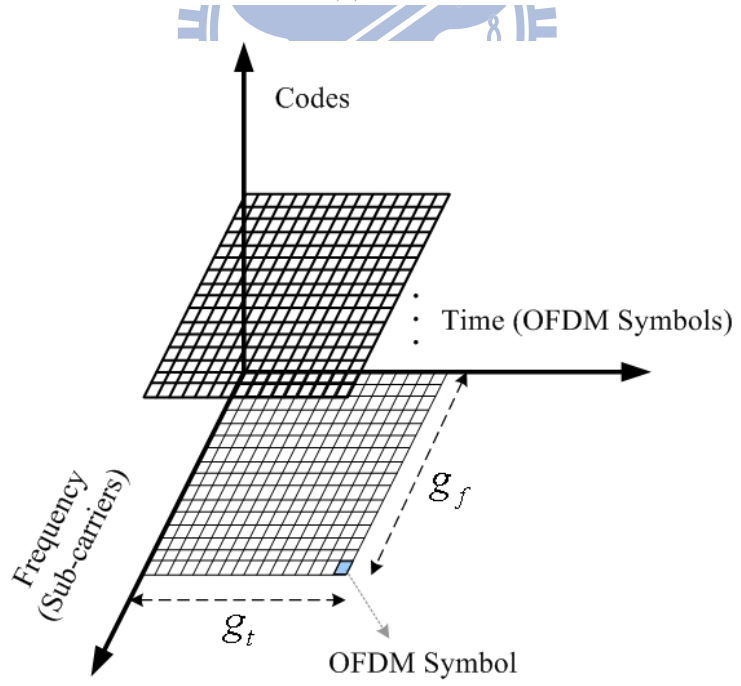 Codes
Time (OFDM Symbols)
g_f
Frequency
(Sub-carriers)
g_t
OFDM Symbol